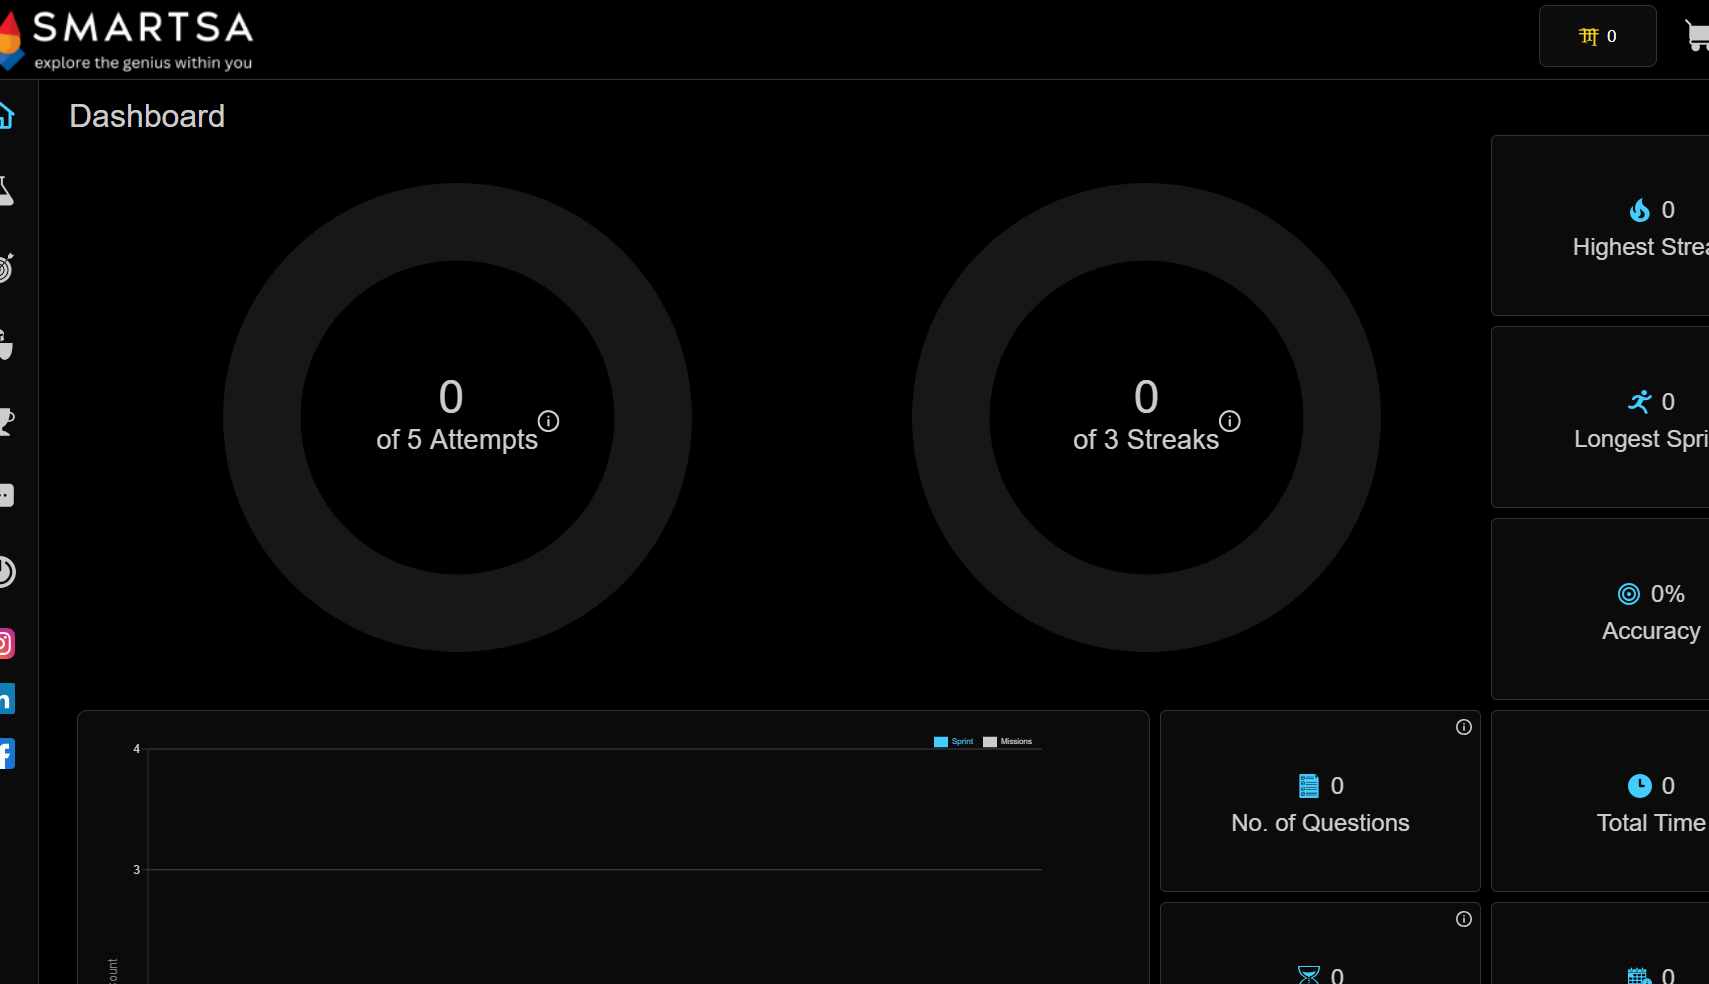 SMARTSA
explore the genius within you
0
Dashboard
0
of 5 Attempts
0
of 3 Streaks
0
Highest Strea
0
Longest Spri
0%
Accuracy
Sprint
Missions
4
3
ount
0
No. of Questions
0
Total Time
0
0